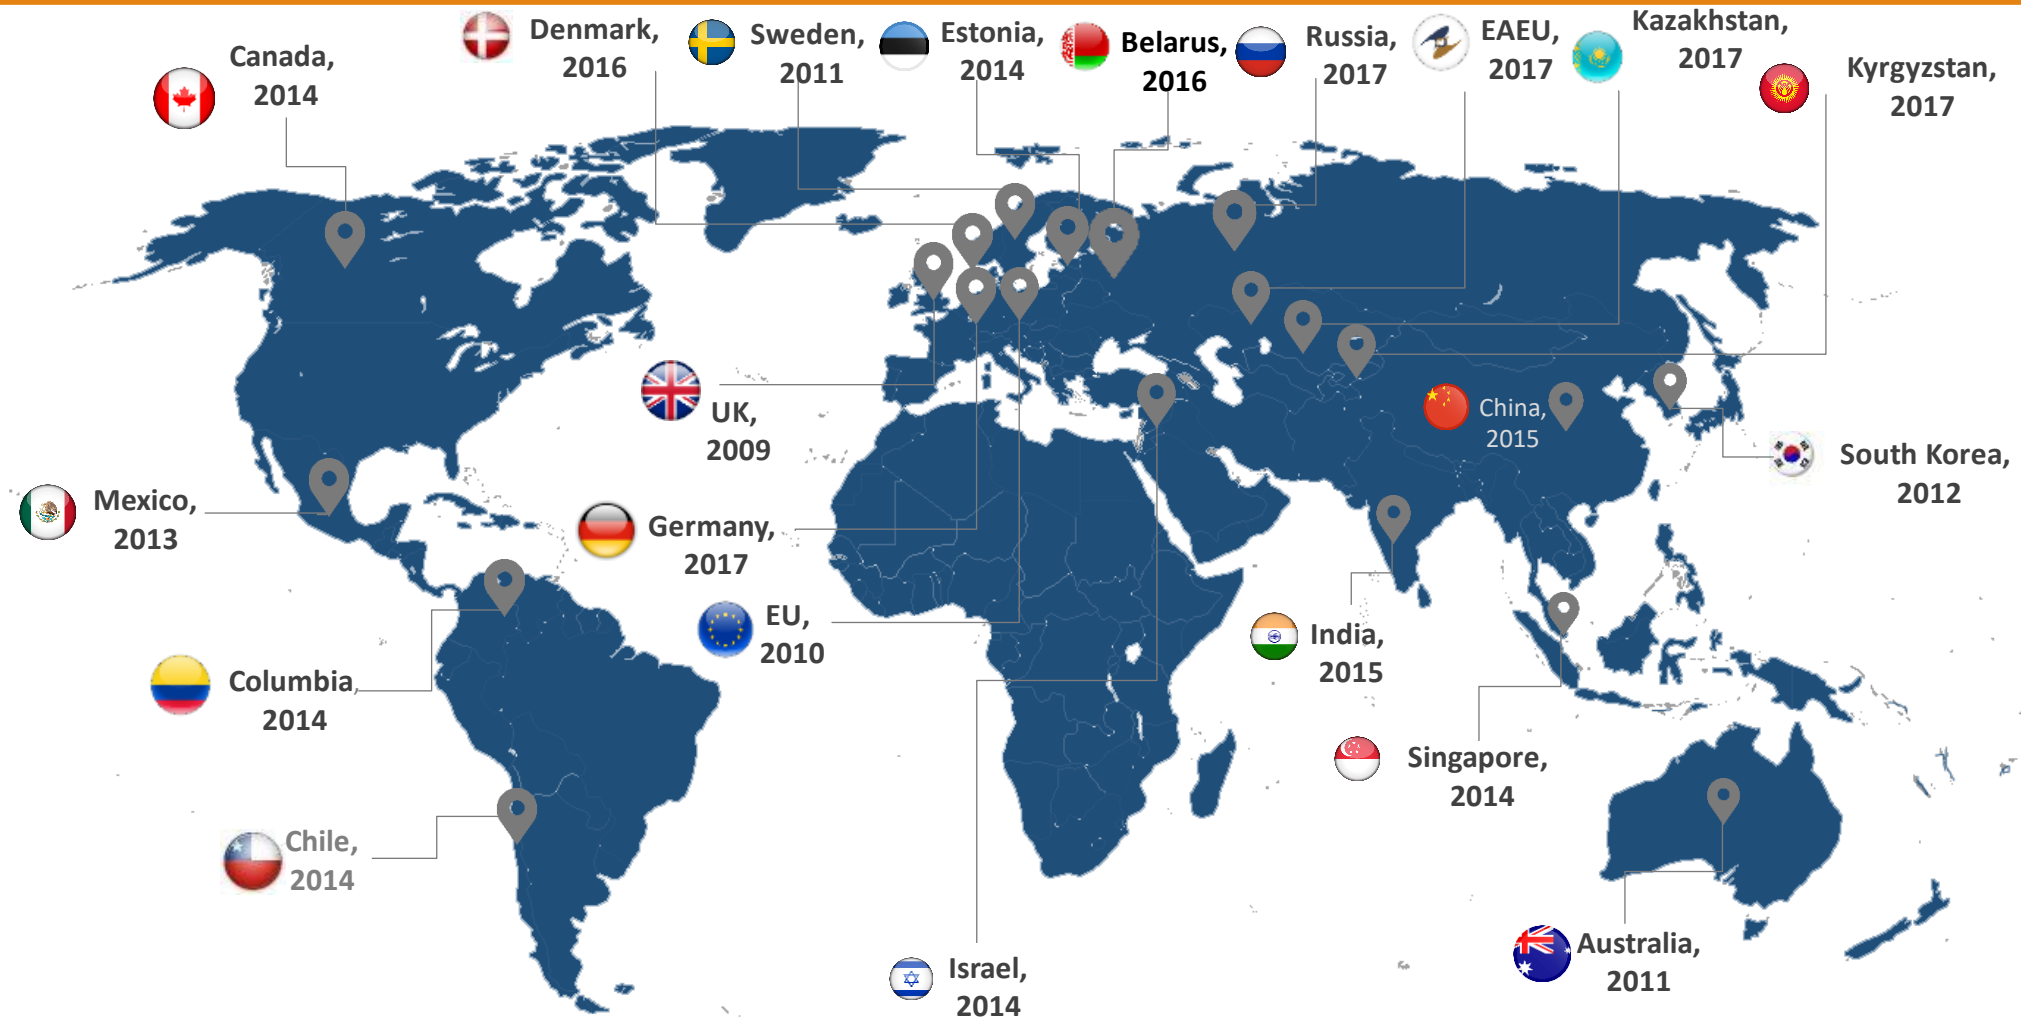 Canada,
2014
Denmark,
2016
Sweden,
2011
Estonia,
2014
Belarus,
2016
Russia,
2017
EAEU,
2017
Kazakhstan,
2017
Kyrgyzstan,
2017
UK,
2009
China,
2015
South Korea,
2012
Mexico,
2013
Germany,
2017
EU,
2010
India,
2015
Columbia,
2014
Singapore,
2014
Chile,
2014
Israel,
2014
Australia,
2011